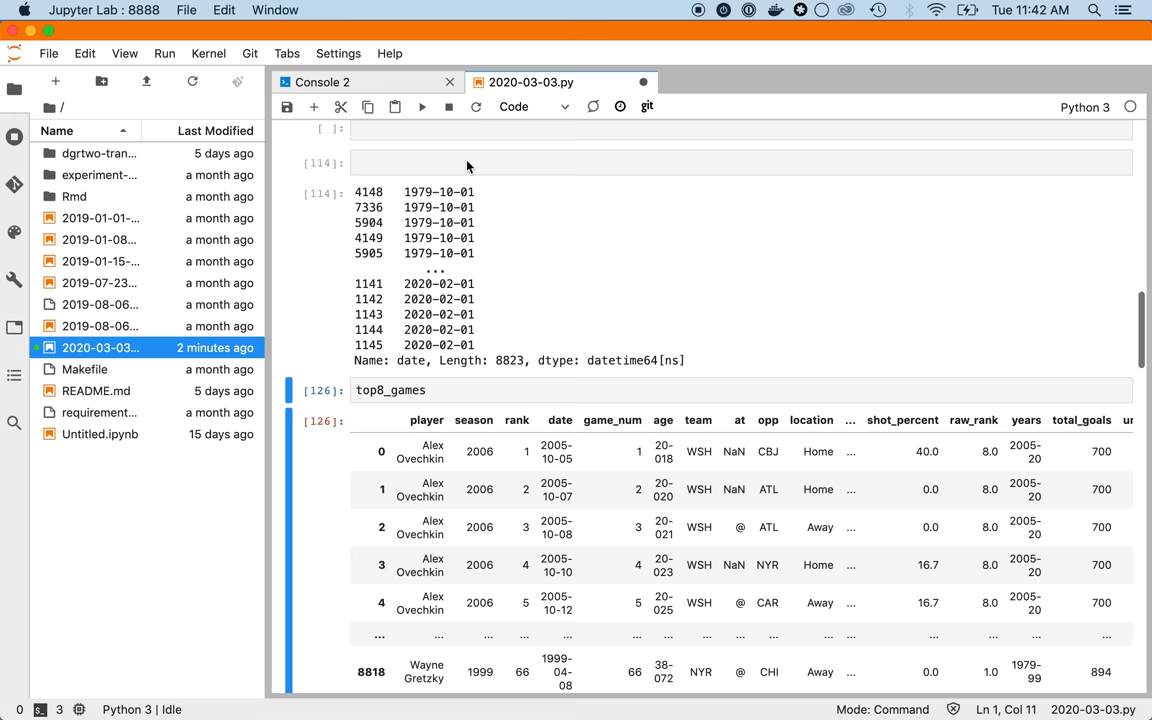 Jupyter Lab : 8888 File Edit Window Tue 11:42 AM
File Edit View Run Kernel Git Tabs Settings Help
Console 2
2020-03-03.py
Code git Python 3
/
Name Last Modified
dgrtwo-tran... 5 days ago
experiment-... a month ago
Rmd a month ago
2019-01-01-... a month ago
2019-01-08... a month ago
2019-01-15-... a month ago
2019-07-23... a month ago
2019-08-06... a month ago
2019-08-06... a month ago
2020-03-03... 2 minutes ago
Makefile a month ago
README.md 5 days ago
requirement... a month ago
Untitled.ipynb 15 days ago
[ ]:
[114]:
[114]:
4148 1979-10-01
7336 1979-10-01
5904 1979-10-01
4149 1979-10-01
5905 1979-10-01
...
1141 2020-02-01
1142 2020-02-01
1143 2020-02-01
1144 2020-02-01
1145 2020-02-01
Name: date, Length: 8823, dtype: datetime64[ns]
[126]: top8_games
[126]:
player season rank date game_num age team at opp location ... shot_percent raw_rank years total_goals ur
0 Alex Ovechkin 2006 1 2005-10-05 1 20-018 WSH NaN CBJ Home ... 40.0 8.0 2005-20 700
1 Alex Ovechkin 2006 2 2005-10-07 2 20-020 WSH NaN ATL Home ... 0.0 8.0 2005-20 700
2 Alex Ovechkin 2006 3 2005-10-08 3 20-021 WSH @ ATL Away ... 0.0 8.0 2005-20 700
3 Alex Ovechkin 2006 4 2005-10-10 4 20-023 WSH NaN NYR Home ... 16.7 8.0 2005-20 700
4 Alex Ovechkin 2006 5 2005-10-12 5 20-025 WSH @ CAR Away ... 16.7 8.0 2005-20 700
... ... ... ... ... ... ... ... ... ... ... ... ... ... ... ...
8818 Wayne Gretzky 1999 66 1999-04-08 66 38-072 NYR @ CHI Away ... 0.0 1.0 1979-99 894
0 3 Python 3 | Idle Mode: Command Ln 1, Col 11 2020-03-03.py